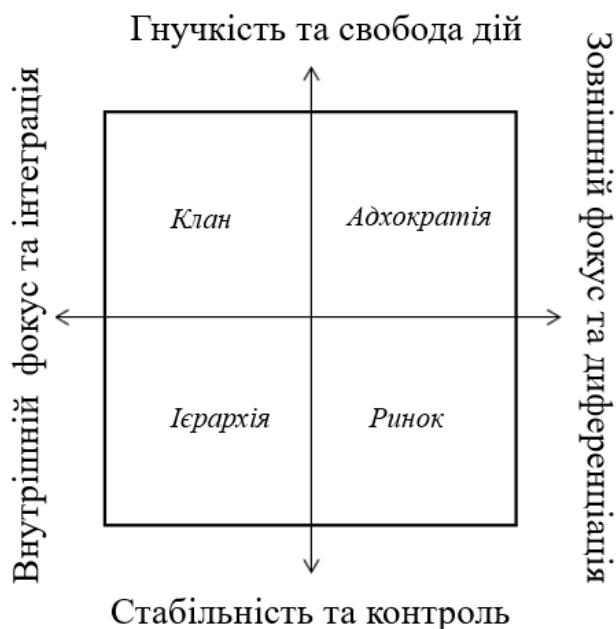 Гнучкість та свобода дій
Внутрішній фокус та інтеграція
Зовнішній фокус та диференціація
Клан
Адхократія
Ієрархія
Ринок
Стабільність та контроль